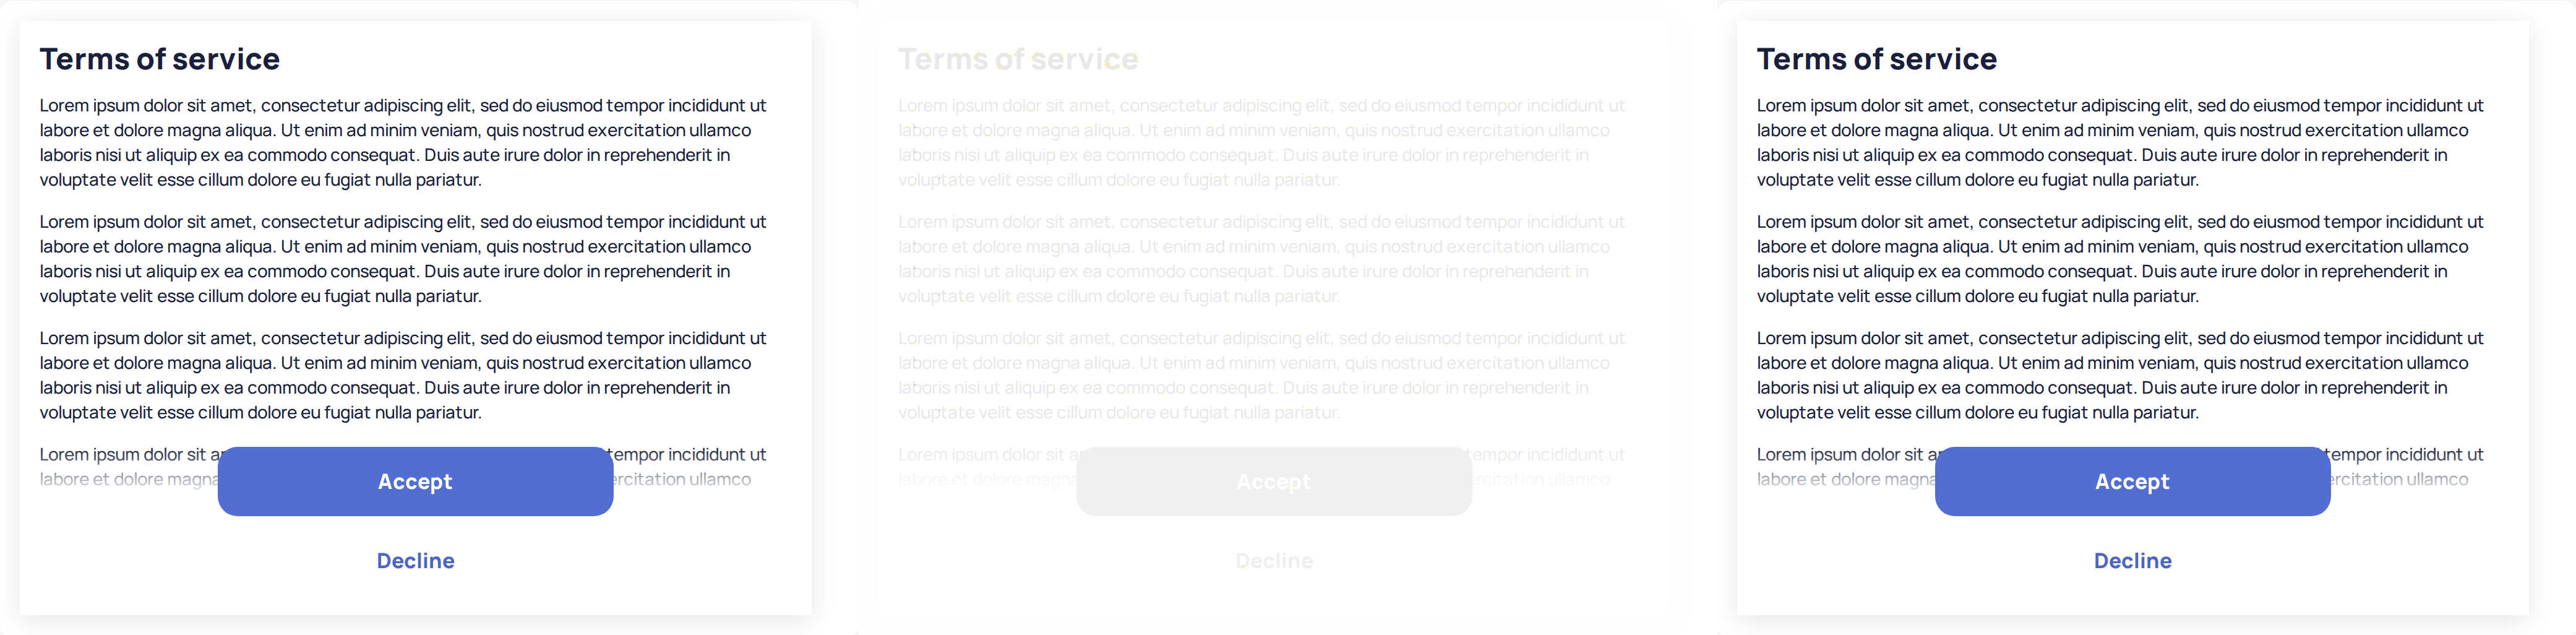 Terms of service
Lorem ipsum dolor sit amet, consectetur adipiscing elit, sed do eiusmod tempor incididunt ut
labore et dolore magna aliqua. Ut enim ad minim veniam, quis nostrud exercitation ullamco
laboris nisi ut aliquip ex ea commodo consequat. Duis aute irure dolor in reprehenderit in
voluptate velit esse cillum dolore eu fugiat nulla pariatur.
Lorem ipsum dolor sit amet, consectetur adipiscing elit, sed do eiusmod tempor incididunt ut
labore et dolore magna aliqua. Ut enim ad minim veniam, quis nostrud exercitation ullamco
laboris nisi ut aliquip ex ea commodo consequat. Duis aute irure dolor in reprehenderit in
voluptate velit esse cillum dolore eu fugiat nulla pariatur.
Lorem ipsum dolor sit amet, consectetur adipiscing elit, sed do eiusmod tempor incididunt ut
labore et dolore magna aliqua. Ut enim ad minim veniam, quis nostrud exercitation ullamco
laboris nisi ut aliquip ex ea commodo consequat. Duis aute irure dolor in reprehenderit in
voluptate velit esse cillum dolore eu fugiat nulla pariatur.
Lorem ipsum dolor sit tempor incididunt ut
labore et dolore magna ullamco
Accept
Decline
Terms of service
Lorem ipsum dolor sit amet, consectetur adipiscing elit, sed do eiusmod tempor incididunt ut
labore et dolore magna aliqua. Ut enim ad minim veniam, quis nostrud exercitation ullamco
laboris nisi ut aliquip ex ea commodo consequat. Duis aute irure dolor in reprehenderit in
voluptate velit esse cillum dolore eu fugiat nulla pariatur.
Lorem ipsum dolor sit amet, consectetur adipiscing elit, sed do eiusmod tempor incididunt ut
labore et dolore magna aliqua. Ut enim ad minim veniam, quis nostrud exercitation ullamco
laboris nisi ut aliquip ex ea commodo consequat. Duis aute irure dolor in reprehenderit in
voluptate velit esse cillum dolore eu fugiat nulla pariatur.
Lorem ipsum dolor sit amet, consectetur adipiscing elit, sed do eiusmod tempor incididunt ut
labore et dolore magna aliqua. Ut enim ad minim veniam, quis nostrud exercitation ullamco
laboris nisi ut aliquip ex ea commodo consequat. Duis aute irure dolor in reprehenderit in
voluptate velit esse cillum dolore eu fugiat nulla pariatur.
Lorem ipsum dolor sit tempor incididunt ut
labore et dolore magna ullamco
Accept
Decline
Terms of service
Lorem ipsum dolor sit amet, consectetur adipiscing elit, sed do eiusmod tempor incididunt ut
labore et dolore magna aliqua. Ut enim ad minim veniam, quis nostrud exercitation ullamco
laboris nisi ut aliquip ex ea commodo consequat. Duis aute irure dolor in reprehenderit in
voluptate velit esse cillum dolore eu fugiat nulla pariatur.
Lorem ipsum dolor sit amet, consectetur adipiscing elit, sed do eiusmod tempor incididunt ut
labore et dolore magna aliqua. Ut enim ad minim veniam, quis nostrud exercitation ullamco
laboris nisi ut aliquip ex ea commodo consequat. Duis aute irure dolor in reprehenderit in
voluptate velit esse cillum dolore eu fugiat nulla pariatur.
Lorem ipsum dolor sit amet, consectetur adipiscing elit, sed do eiusmod tempor incididunt ut
labore et dolore magna aliqua. Ut enim ad minim veniam, quis nostrud exercitation ullamco
laboris nisi ut aliquip ex ea commodo consequat. Duis aute irure dolor in reprehenderit in
voluptate velit esse cillum dolore eu fugiat nulla pariatur.
Lorem ipsum dolor sit tempor incididunt ut
labore et dolore magna ullamco
Accept
Decline